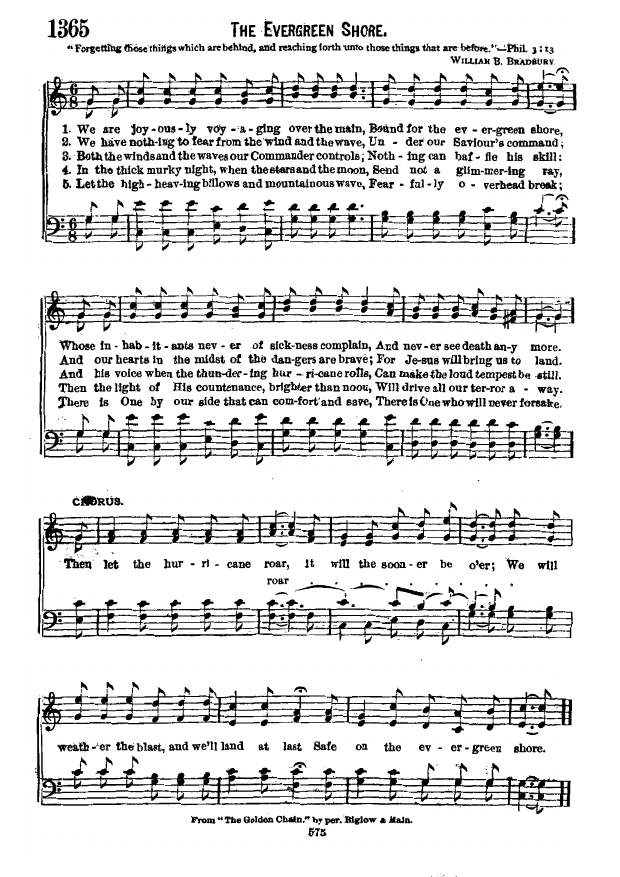 1365
THE EVERGREEN SHORE.
"Forgetting those things which are behind, and reaching forth unto those things that are before."—Phil. 3:13
WILLIAM B. BRADBURY.
1. We are joy-ous-ly voy-a-ging over the main, Bound for the ev-er-green shore,
2. We have noth-ing to fear from the wind and the wave, Un-der our Saviour's command;
3. Both the winds and the waves our Commander controls; Noth-ing can baf-fle his skill:
4. In the thick murky night, when the stars and the moon, Send not a glim-mer-ing ray,
5. Let the high-heaving billows and mountainous wave, Fear-ful-ly o-verhead break;
Whose in-hab-it-ants nev-er of sick-ness complain, And nev-er see death an-y more.
And our hearts in the midst of the dan-gers are brave; For Je-sus will bring us to land.
And his voice when the thun-der-ing hur-ri-cane rolls, Can make the loud tempest be still.
Then the light of His countenance, brighter than noon, Will drive all our ter-ror a-way.
There is One by our side that can com-fort and save, There is One who will never forsake.
CHORUS.
Then let the hur-ri-cane roar, It will the soon-er be o'er; We will
roar . . . . . . . .
weath-er the blast, and we'll land at last Safe on the ev-er-green shore.
From "The Golden Chain." by per. Biglow & Main.
575